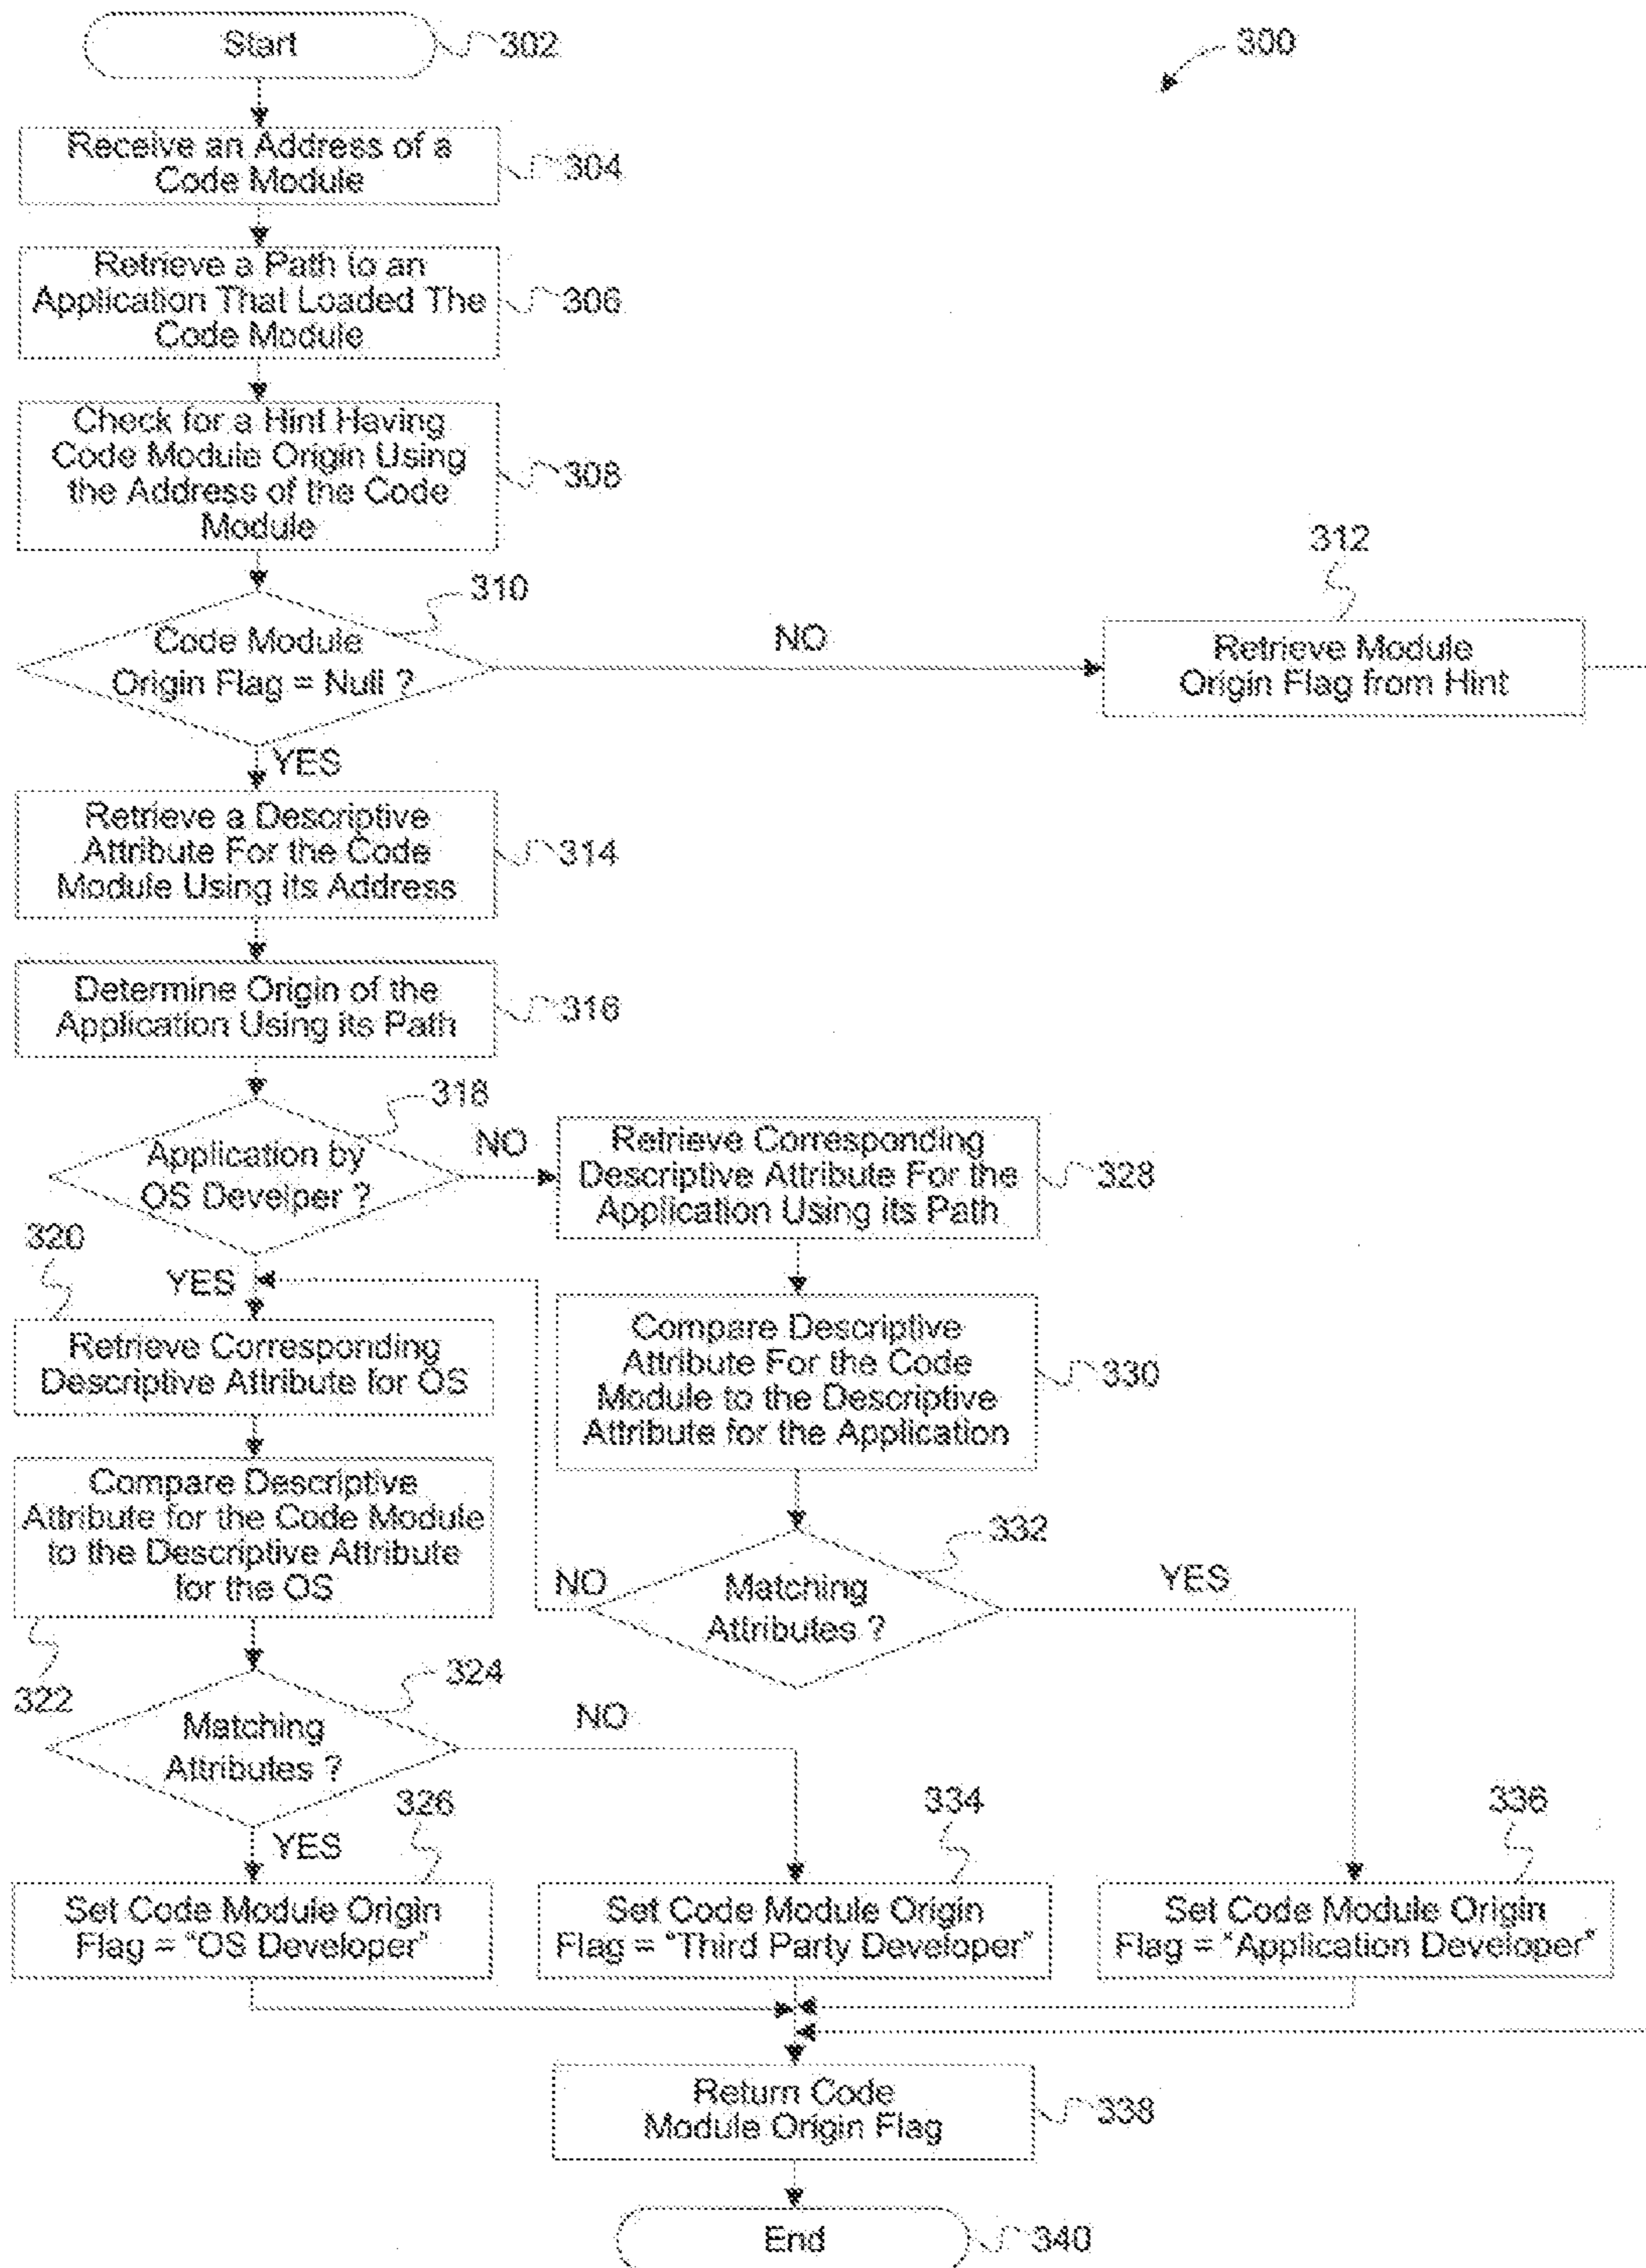 Start
302
300
Receive an Address of a
Code Module
304
Retrieve a Path to an
Application That Loaded The
Code Module
306
Check for a Hint Having
Code Module Origin Using
the Address of the Code
Module
308
310
Code Module
Origin Flag = Null ?
NO
312
Retrieve Module
Origin Flag from Hint
YES
Retrieve a Descriptive
Attribute For the Code
Module Using its Address
314
Determine Origin of the
Application Using its Path
316
318
Application by
OS Develper ?
NO
Retrieve Corresponding
Descriptive Attribute For the
Application Using its Path
328
320
YES
Retrieve Corresponding
Descriptive Attribute for OS
Compare Descriptive
Attribute For the Code
Module to the Descriptive
Attribute for the Application
330
Compare Descriptive
Attribute for the Code Module
to the Descriptive Attribute
for the OS
322
332
NO
Matching
Attributes ?
YES
324
Matching
Attributes ?
NO
YES
326
334
336
Set Code Module Origin
Flag = "OS Developer"
Set Code Module Origin
Flag = "Third Party Developer"
Set Code Module Origin
Flag = "Application Developer"
Return Code
Module Origin Flag
338
End
340